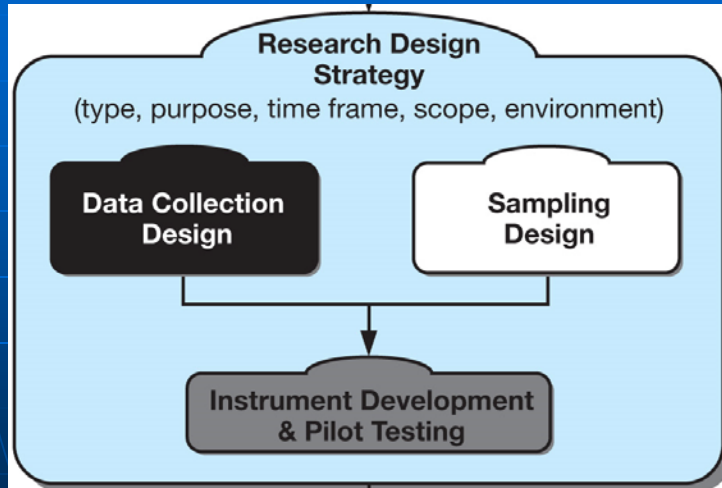 Research Design
Strategy
(type, purpose, time frame, scope, environment)
Data Collection
Design
Sampling
Design
Instrument Development
& Pilot Testing